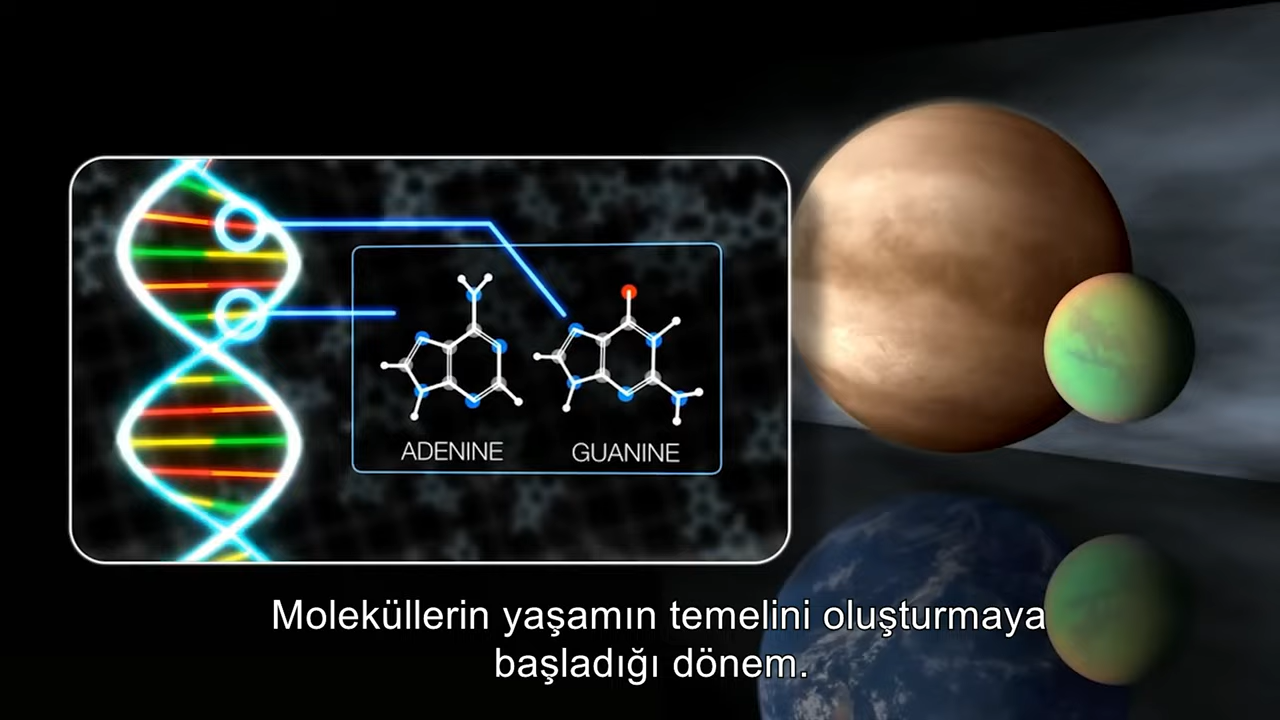 ADENINE
GUANINE
Moleküllerin yaşamın temelini oluşturmaya
başladığı dönem.